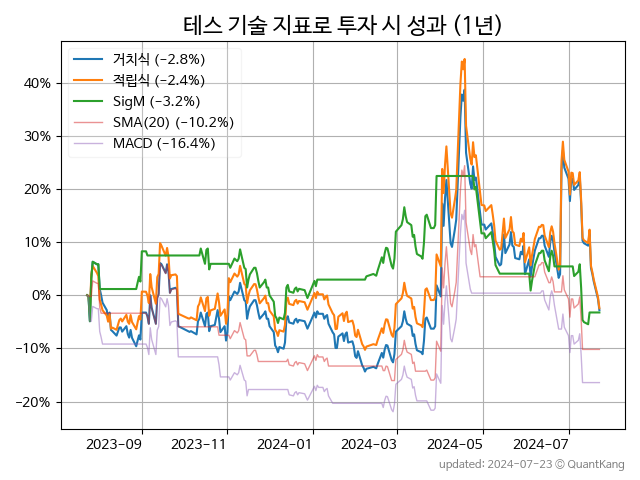 테스 기술 지표로 투자 시 성과 (1년)
거치식 (−2.8%)
적립식 (−2.4%)
SigM (−3.2%)
SMA(20) (−10.2%)
MACD (−16.4%)
40%
30%
20%
10%
0%
−10%
−20%
2023-09 2023-11 2024-01 2024-03 2024-05 2024-07
updated: 2024-07-23 © QuantKang